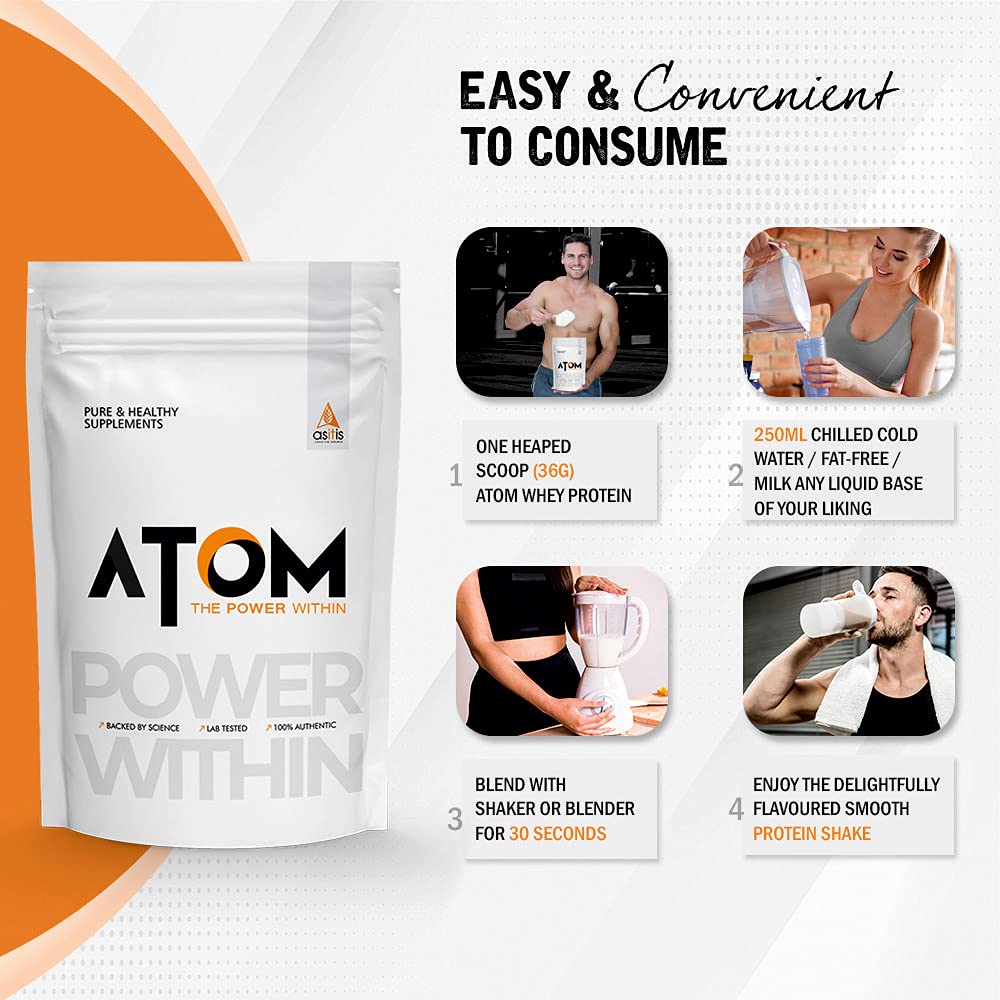 EASY & Convenient
TO CONSUME
PURE & HEALTHY
SUPPLEMENTS
asitis
ATOM
THE POWER WITHIN
POWER
↗ BACKED BY SCIENCE ↗ LAB TESTED ↗ 100% AUTHENTIC
WITHIN
ATOM
POWER
1
ONE HEAPED
SCOOP (36G)
ATOM WHEY PROTEIN
2
250ML CHILLED COLD
WATER / FAT-FREE /
MILK ANY LIQUID BASE
OF YOUR LIKING
3
BLEND WITH
SHAKER OR BLENDER
FOR 30 SECONDS
4
ENJOY THE DELIGHTFULLY
FLAVOURED SMOOTH
PROTEIN SHAKE